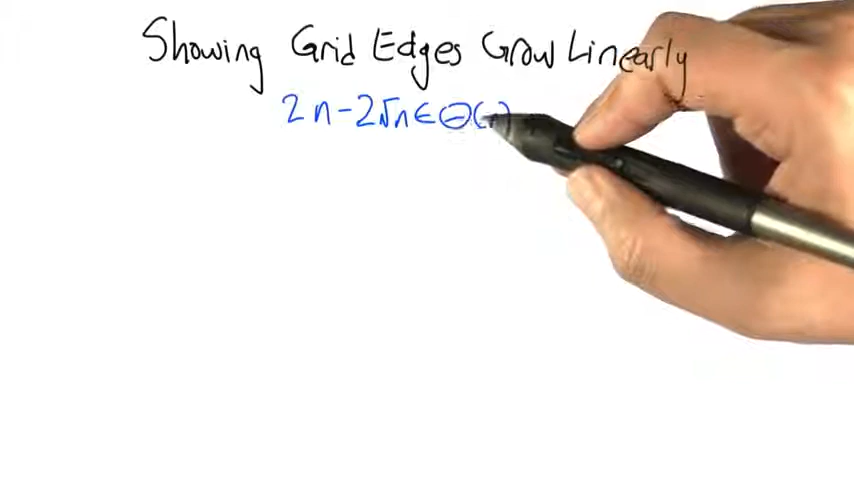 Showing Grid Edges Grow Linearly
2n-2√n ∈ Θ(n)